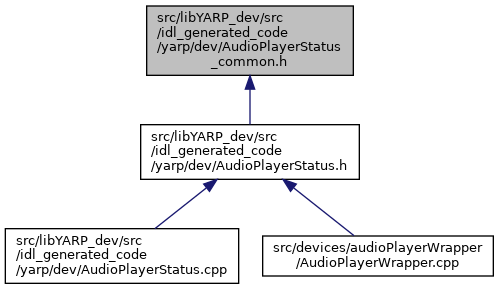 src/libYARP_dev/src
/idl_generated_code
/yarp/dev/AudioPlayerStatus
_common.h
src/libYARP_dev/src
/idl_generated_code
/yarp/dev/AudioPlayerStatus.h
src/libYARP_dev/src
/idl_generated_code
/yarp/dev/AudioPlayerStatus.cpp
src/devices/audioPlayerWrapper
/AudioPlayerWrapper.cpp